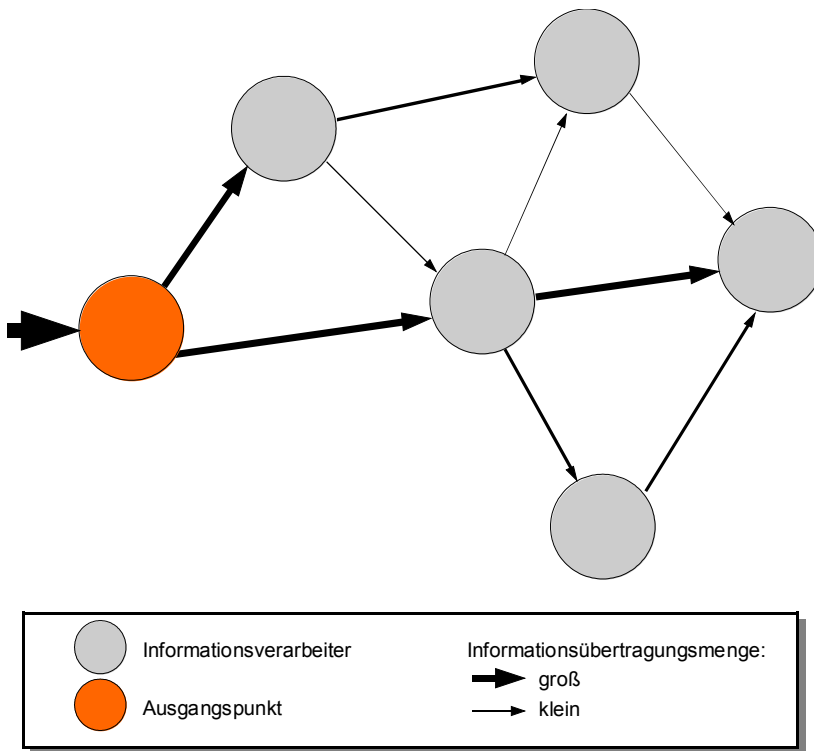 Informationsverarbeiter
Ausgangspunkt
Informationsübertragungsmenge:
groß
klein